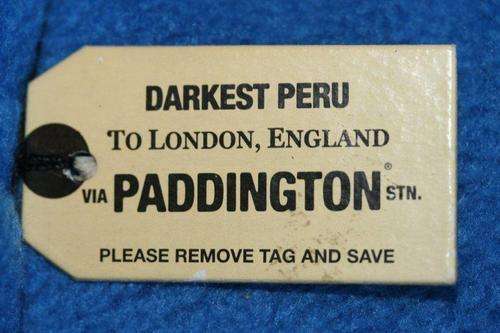 DARKEST PERU
TO LONDON, ENGLAND
VIA PADDINGTON® STN.
PLEASE REMOVE TAG AND SAVE